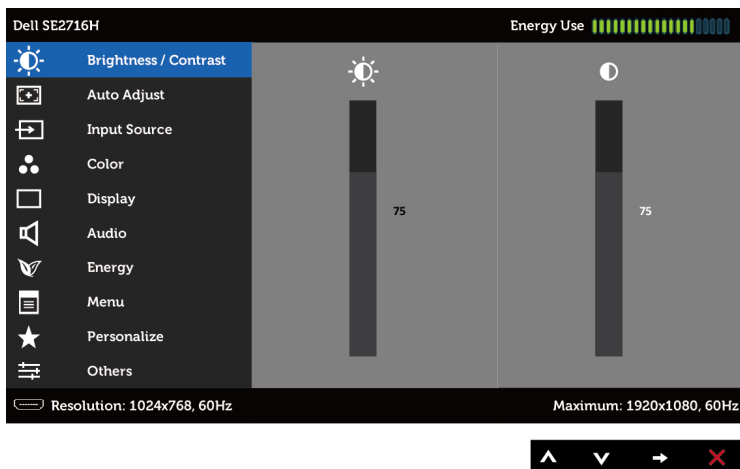 Dell SE2716H
Energy Use
Brightness / Contrast
Auto Adjust
Input Source
Color
Display
Audio
Energy
Menu
Personalize
Others
75
75
Resolution: 1024x768, 60Hz
Maximum: 1920x1080, 60Hz